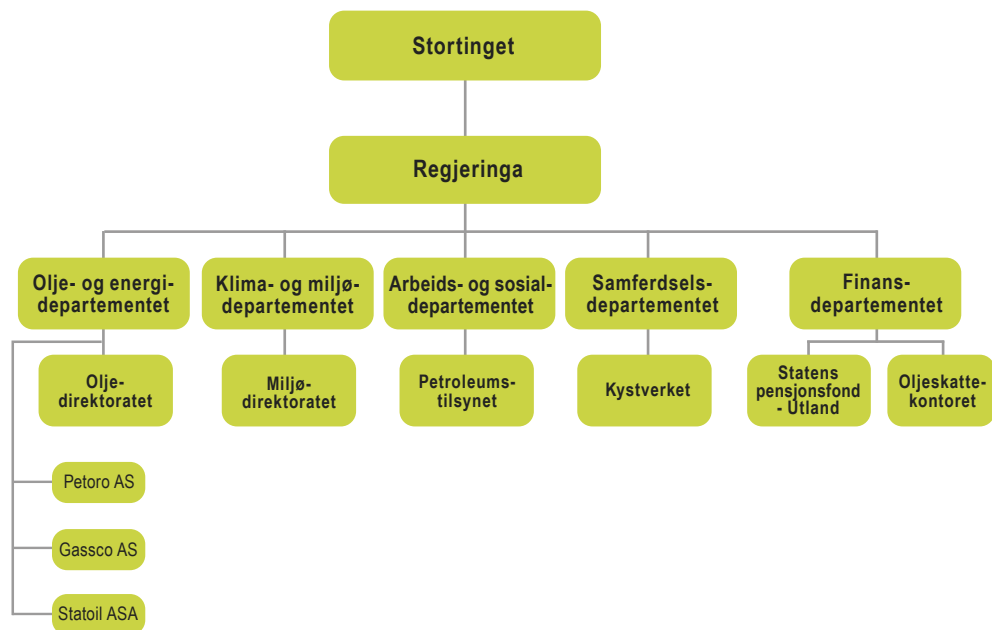 Stortinget
Regjeringa
Olje- og energi-
departementet
Klima- og miljø-
departementet
Arbeids- og sosial-
departementet
Samferdsels-
departementet
Finans-
departementet
Olje-
direktoratet
Miljø-
direktoratet
Petroleums-
tilsynet
Kystverket
Statens
pensjonsfond
- Utland
Oljeskatte-
kontoret
Petoro AS
Gassco AS
Statoil ASA